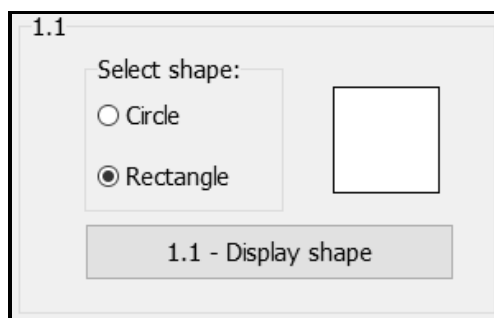 1.1
Select shape:
Circle
Rectangle
1.1 - Display shape